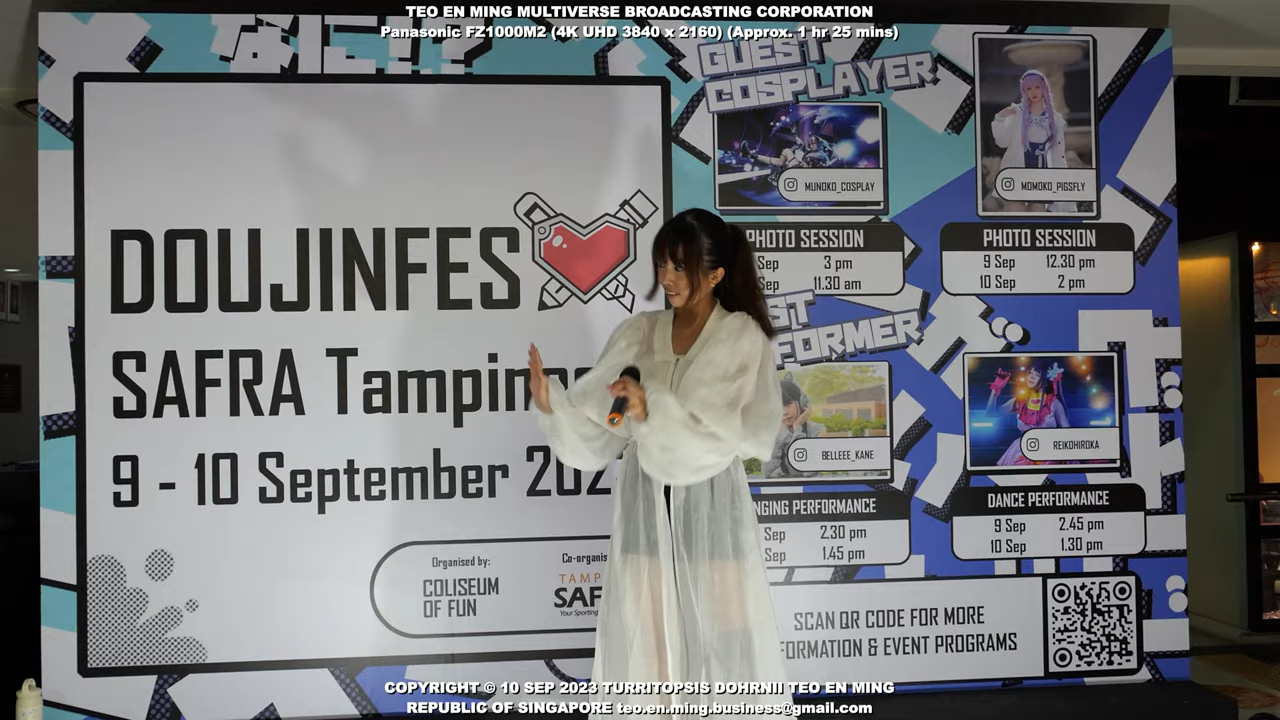 TEO EN MING MULTIVERSE BROADCASTING CORPORATION
Panasonic FZ1000M2 (4K UHD 3840 x 2160) (Approx. 1 hr 25 mins)
GUEST
COSPLAYER
MUNOKO_COSPLAY
MOMOKO_PIGSFLY
PHOTO SESSION
Sep 3 pm
11.30 am
PHOTO SESSION
9 Sep 12.30 pm
10 Sep 2 pm
DOUJINFES
SAFRA Tampin
9 - 10 September 202
ST
FORMER
BELLEEE_KANE
REIKOHIROKA
NGING PERFORMANCE
Sep 2.30 pm
Sep 1.45 pm
DANCE PERFORMANCE
9 Sep 2.45 pm
10 Sep 1.30 pm
Organised by:
COLISEUM
OF FUN
Co-organis
TAMP
SAF
Your Sporting
SCAN QR CODE FOR MORE
FORMATION & EVENT PROGRAMS
COPYRIGHT © 10 SEP 2023 TURRITOPSIS DOHRNII TEO EN MING
REPUBLIC OF SINGAPORE teo.en.ming.business@gmail.com